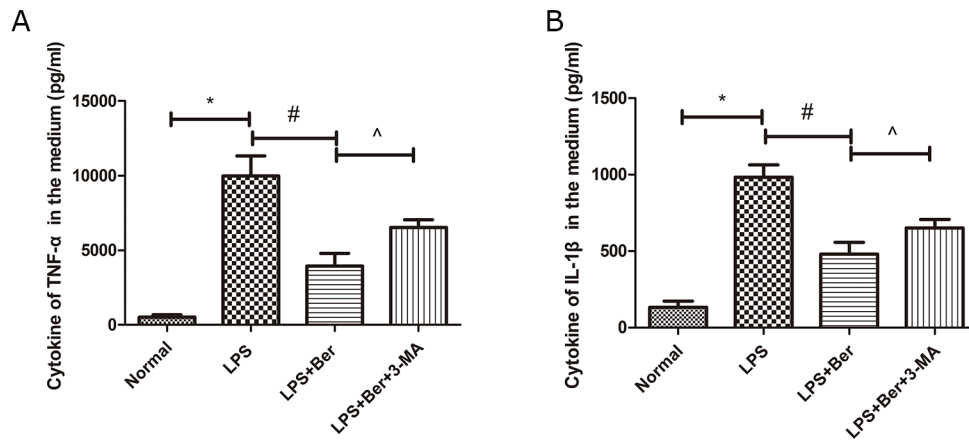 A
Cytokine of TNF-α in the medium (pg/ml)
15000
10000
5000
0
*
#
^
Normal
LPS
LPS+Ber
LPS+Ber+3-MA
B
Cytokine of IL-1β in the medium (pg/ml)
1500
1000
500
0
*
#
^
Normal
LPS
LPS+Ber
LPS+Ber+3-MA